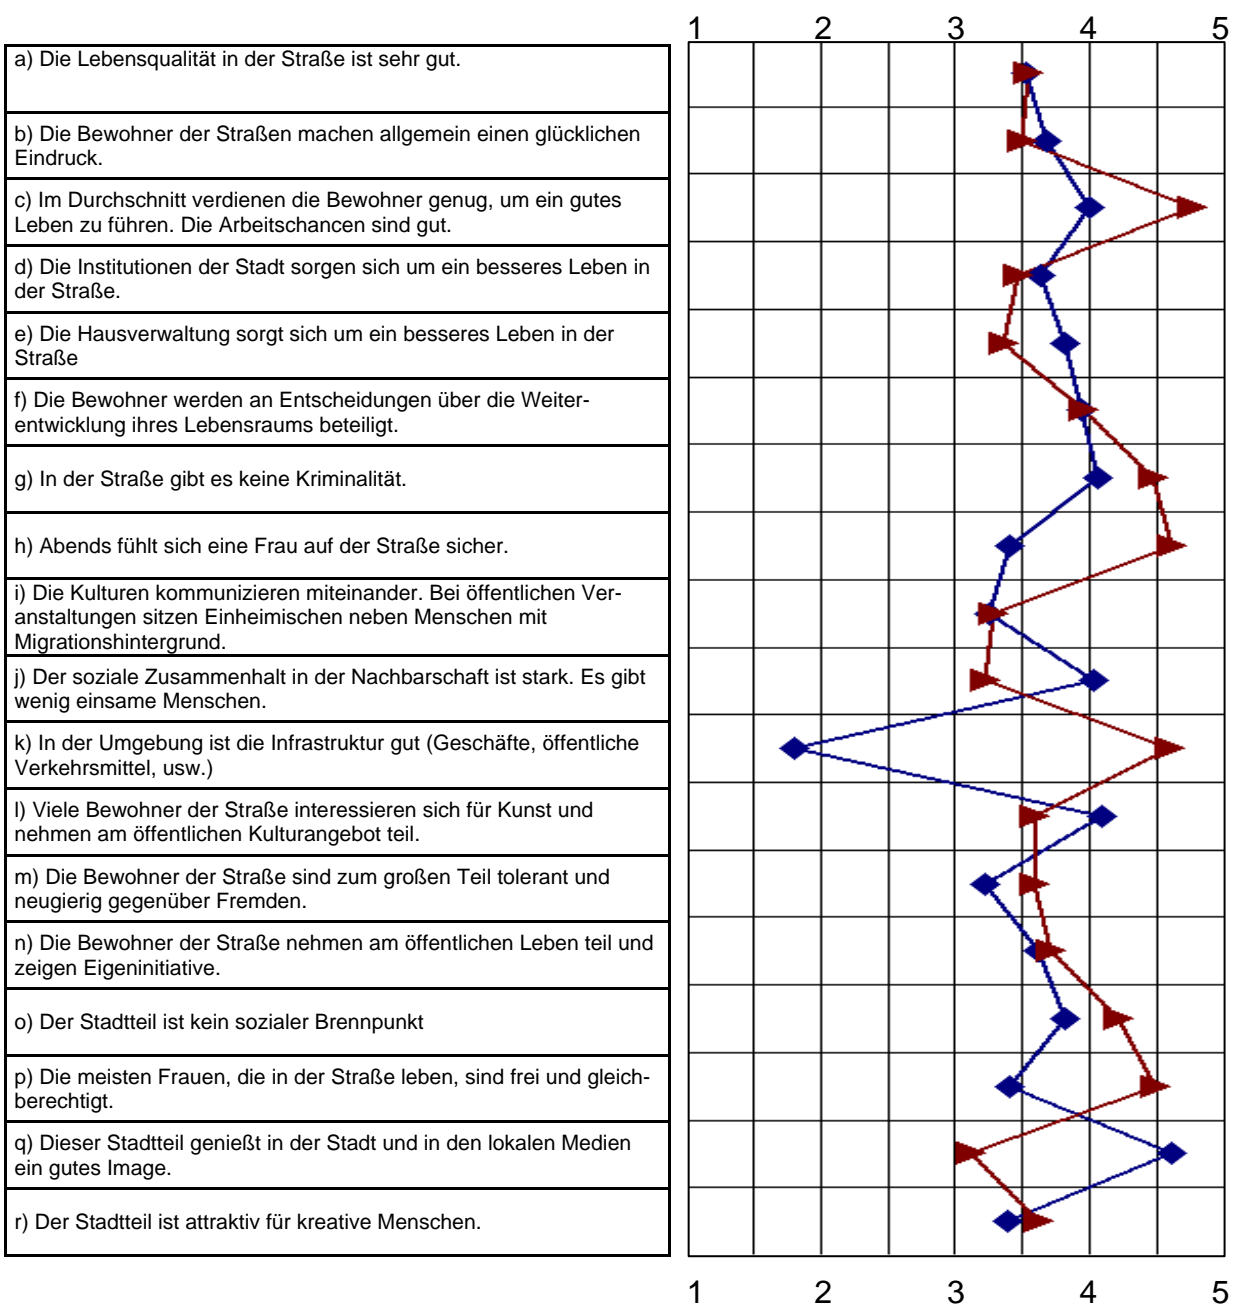 1 2 3 4 5
a) Die Lebensqualität in der Straße ist sehr gut.
b) Die Bewohner der Straßen machen allgemein einen glücklichen
Eindruck.
c) Im Durchschnitt verdienen die Bewohner genug, um ein gutes
Leben zu führen. Die Arbeitschancen sind gut.
d) Die Institutionen der Stadt sorgen sich um ein besseres Leben in
der Straße.
e) Die Hausverwaltung sorgt sich um ein besseres Leben in der
Straße
f) Die Bewohner werden an Entscheidungen über die Weiter-
entwicklung ihres Lebensraums beteiligt.
g) In der Straße gibt es keine Kriminalität.
h) Abends fühlt sich eine Frau auf der Straße sicher.
i) Die Kulturen kommunizieren miteinander. Bei öffentlichen Ver-
anstaltungen sitzen Einheimischen neben Menschen mit
Migrationshintergrund.
j) Der soziale Zusammenhalt in der Nachbarschaft ist stark. Es gibt
wenig einsame Menschen.
k) In der Umgebung ist die Infrastruktur gut (Geschäfte, öffentliche
Verkehrsmittel, usw.)
l) Viele Bewohner der Straße interessieren sich für Kunst und
nehmen am öffentlichen Kulturangebot teil.
m) Die Bewohner der Straße sind zum großen Teil tolerant und
neugierig gegenüber Fremden.
n) Die Bewohner der Straße nehmen am öffentlichen Leben teil und
zeigen Eigeninitiative.
o) Der Stadtteil ist kein sozialer Brennpunkt
p) Die meisten Frauen, die in der Straße leben, sind frei und gleich-
berechtigt.
q) Dieser Stadtteil genießt in der Stadt und in den lokalen Medien
ein gutes Image.
r) Der Stadtteil ist attraktiv für kreative Menschen.
1 2 3 4 5